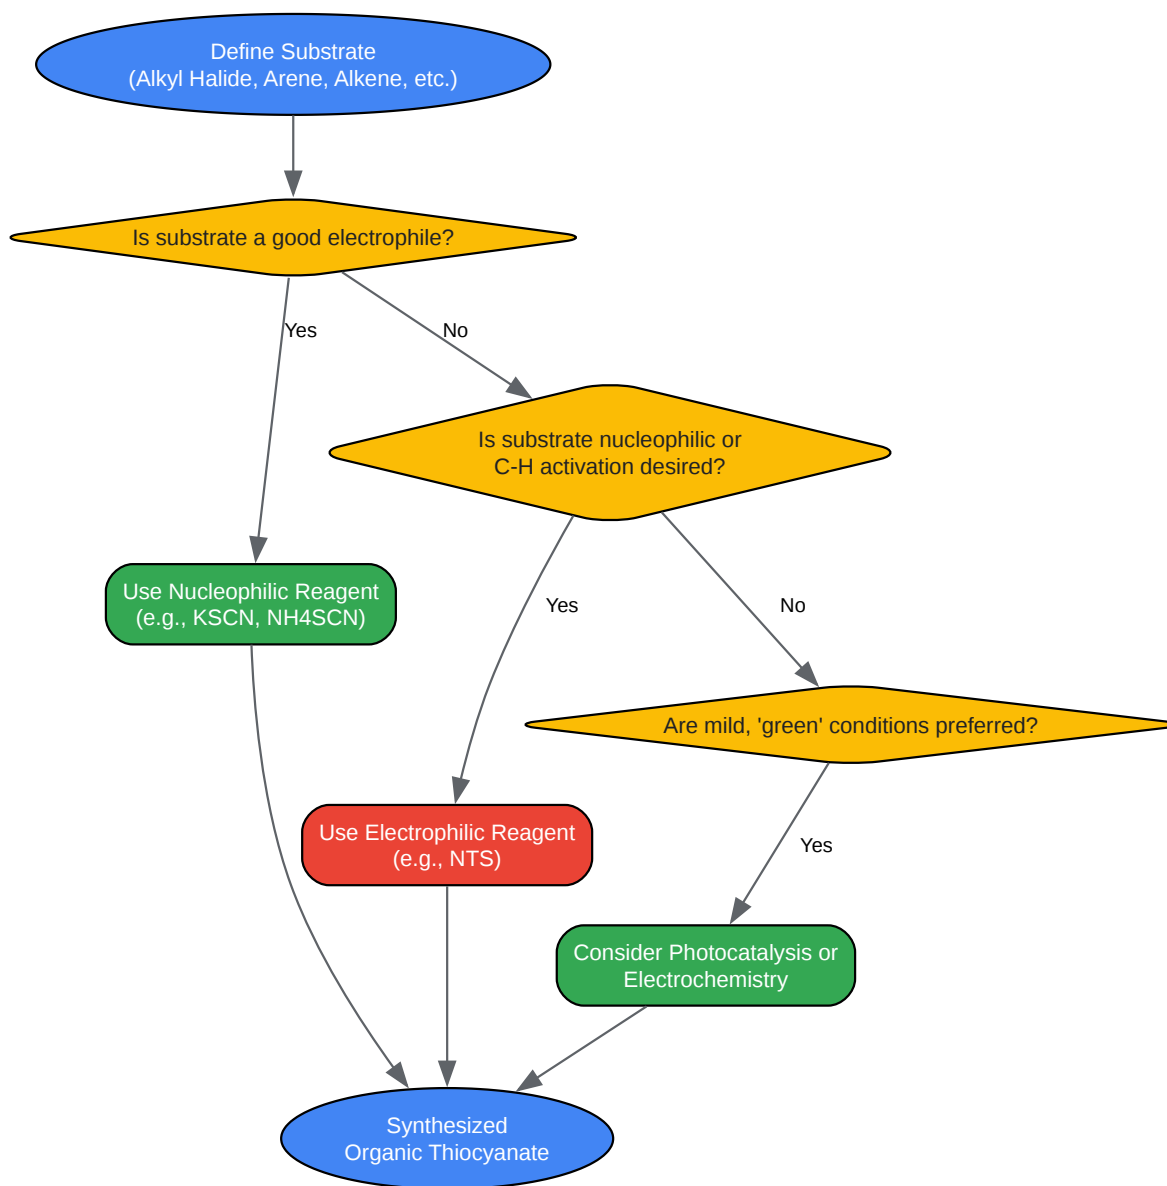 Define Substrate
(Alkyl Halide, Arene, Alkene, etc.)
Is substrate a good electrophile?
Yes
No
Is substrate nucleophilic or
C-H activation desired?
Use Nucleophilic Reagent
(e.g., KSCN, NH4SCN)
Yes
No
Are mild, 'green' conditions preferred?
Use Electrophilic Reagent
(e.g., NTS)
Yes
Consider Photocatalysis or
Electrochemistry
Synthesized
Organic Thiocyanate